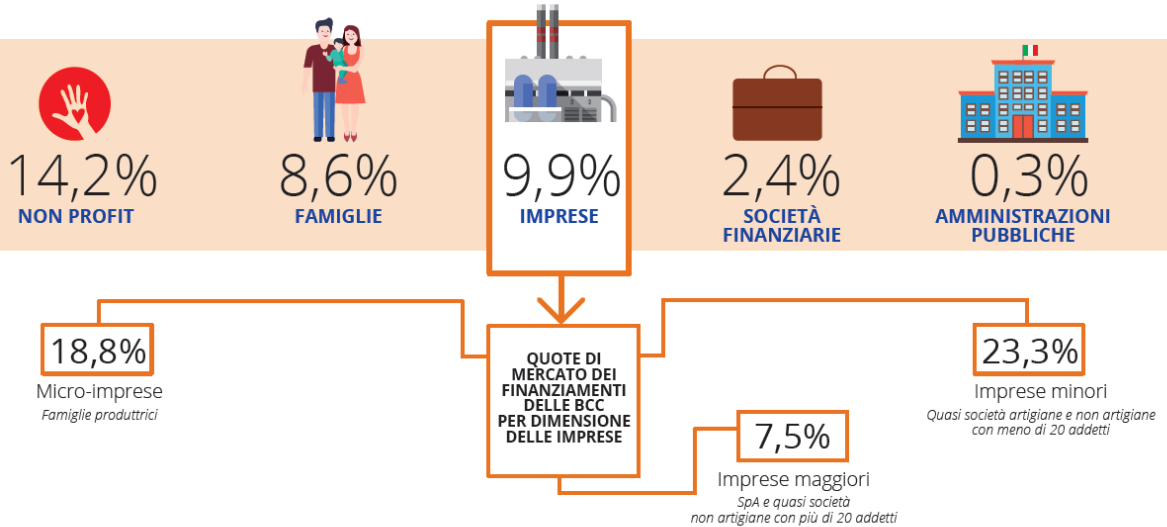 14,2%
NON PROFIT
8,6%
FAMIGLIE
9,9%
IMPRESE
2,4%
SOCIETÀ
FINANZIARIE
0,3%
AMMINISTRAZIONI
PUBBLICHE
18,8%
Micro-imprese
Famiglie produttrici
QUOTE DI
MERCATO DEI
FINANZIAMENTI
DELLE BCC
PER DIMENSIONE
DELLE IMPRESE
7,5%
Imprese maggiori
SpA e quasi società
non artigiane con più di 20 addetti
23,3%
Imprese minori
Quasi società artigiane e non artigiane
con meno di 20 addetti